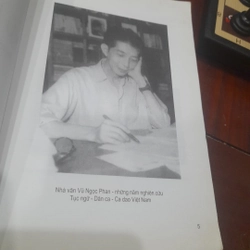 Nhà văn Vũ Ngọc Phan - những năm nghiên cứu
Tục ngữ - Dân ca - Ca dao Việt Nam
5